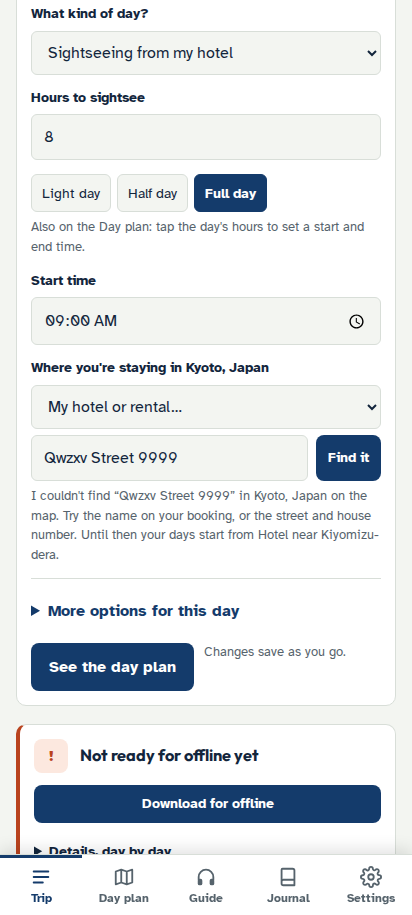 What kind of day?
Sightseeing from my hotel
Hours to sightsee
8
Light day
Half day
Full day
Also on the Day plan: tap the day's hours to set a start and
end time.
Start time
09:00 AM
Where you're staying in Kyoto, Japan
My hotel or rental...
Qwzxv Street 9999
Find it
I couldn't find “Qwzxv Street 9999” in Kyoto, Japan on the
map. Try the name on your booking, or the street and house
number. Until then your days start from Hotel near Kiyomizu-
dera.
More options for this day
See the day plan
Changes save as you go.
!
Not ready for offline yet
Download for offline
Details, day by day
Trip
Day plan
Guide
Journal
Settings